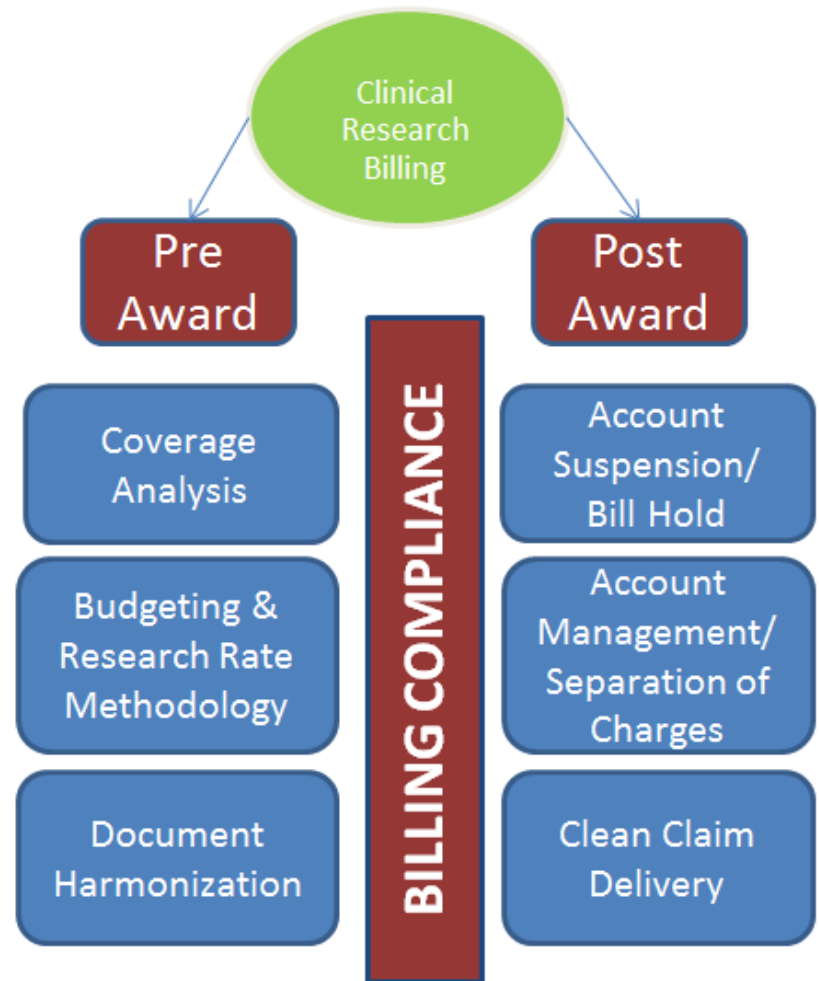 Clinical
Research
Billing
Pre
Award
Post
Award
Coverage
Analysis
Budgeting &
Research Rate
Methodology
Document
Harmonization
BILLING COMPLIANCE
Account
Suspension/
Bill Hold
Account
Management/
Separation of
Charges
Clean Claim
Delivery